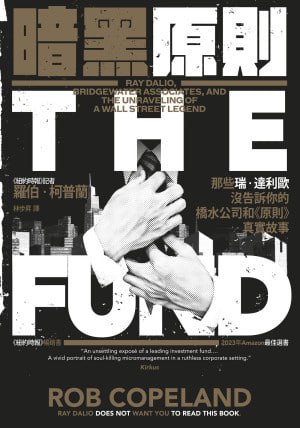 暗黑原則
RAY DALIO,
BRIDGEWATER ASSOCIATES, AND
THE UNRAVELING OF
A WALL STREET LEGEND
THE
《紐約時報》記者
羅伯·柯普蘭
林步昇 譯
那些瑞·達利歐
沒告訴你的
橋水公司和《原則》
真實故事
FUND
《紐約時報》暢銷書
2023年Amazon最佳選書
"An unsettling exposé of a leading investment fund....
A vivid portrait of soul-killing micromanagement in a ruthless corporate setting."
Kirkus
ROB COPELAND
RAY DALIO DOES NOT WANT YOU TO READ THIS BOOK.